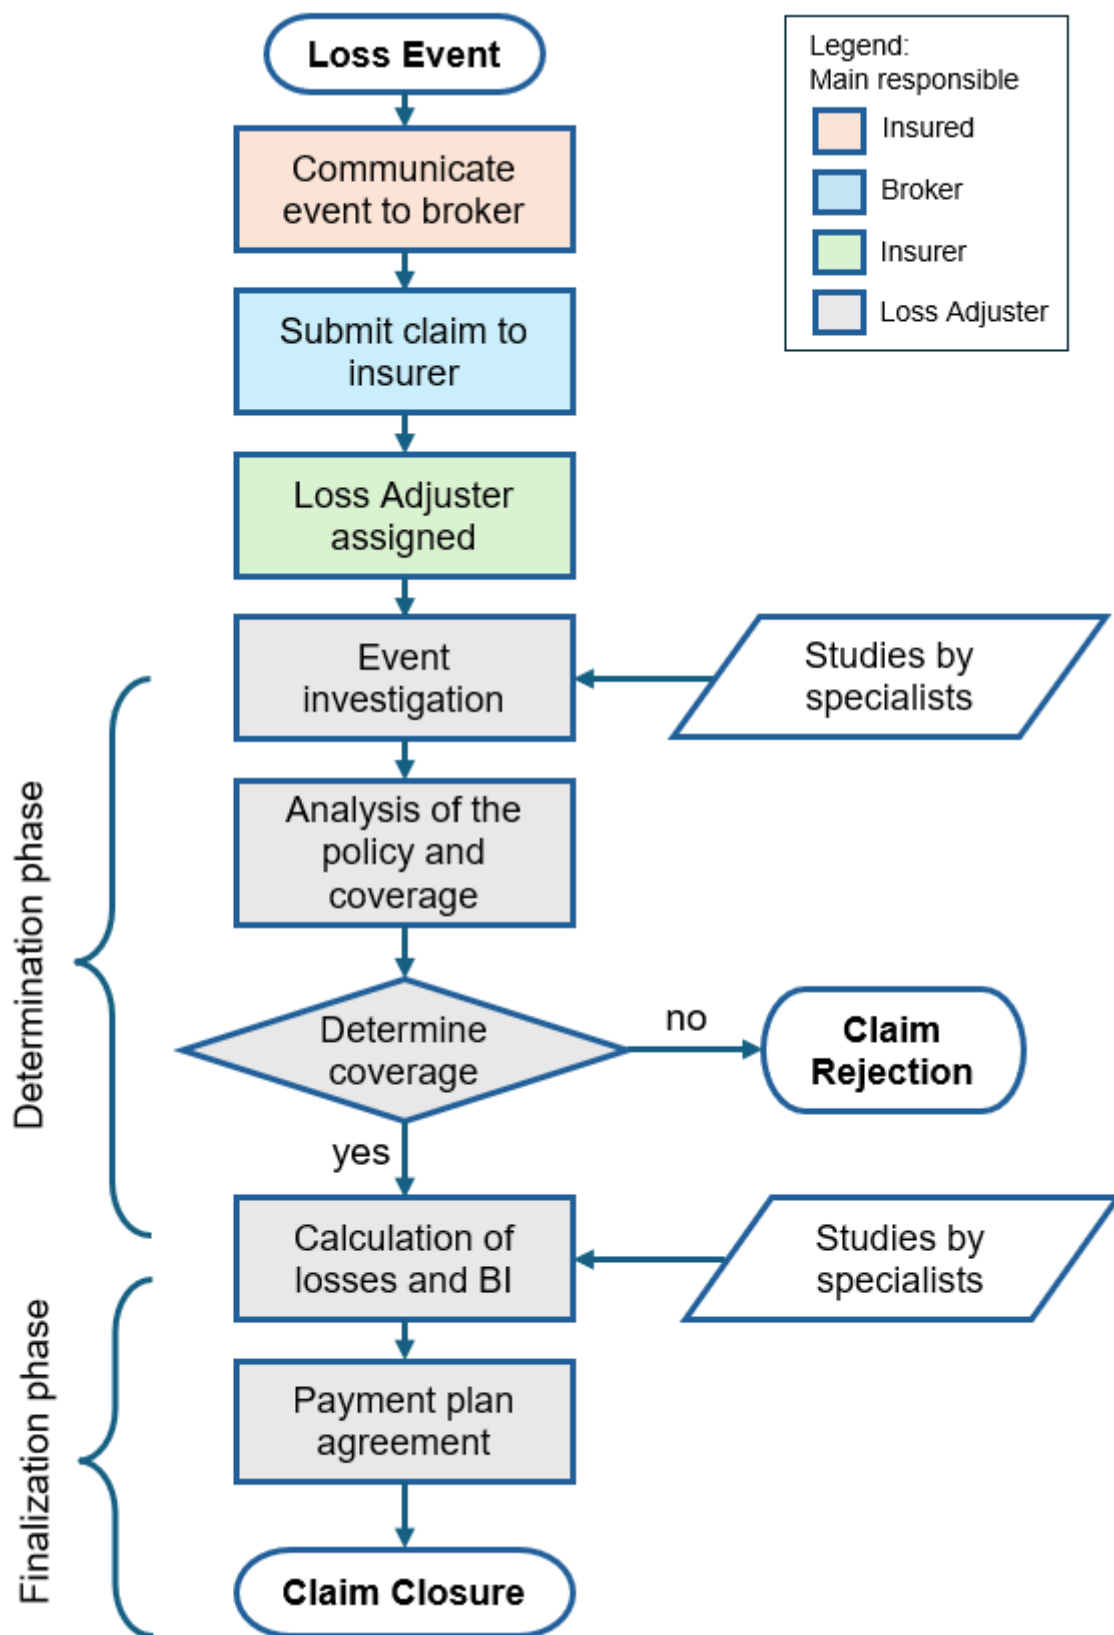 Loss Event
Legend:
Main responsible
Insured
Broker
Insurer
Loss Adjuster
Communicate
event to broker
Submit claim to
insurer
Loss Adjuster
assigned
Event
investigation
Studies by
specialists
Determination phase
Analysis of the
policy and
coverage
Determine
coverage
no
Claim
Rejection
yes
Calculation of
losses and BI
Studies by
specialists
Finalization phase
Payment plan
agreement
Claim Closure